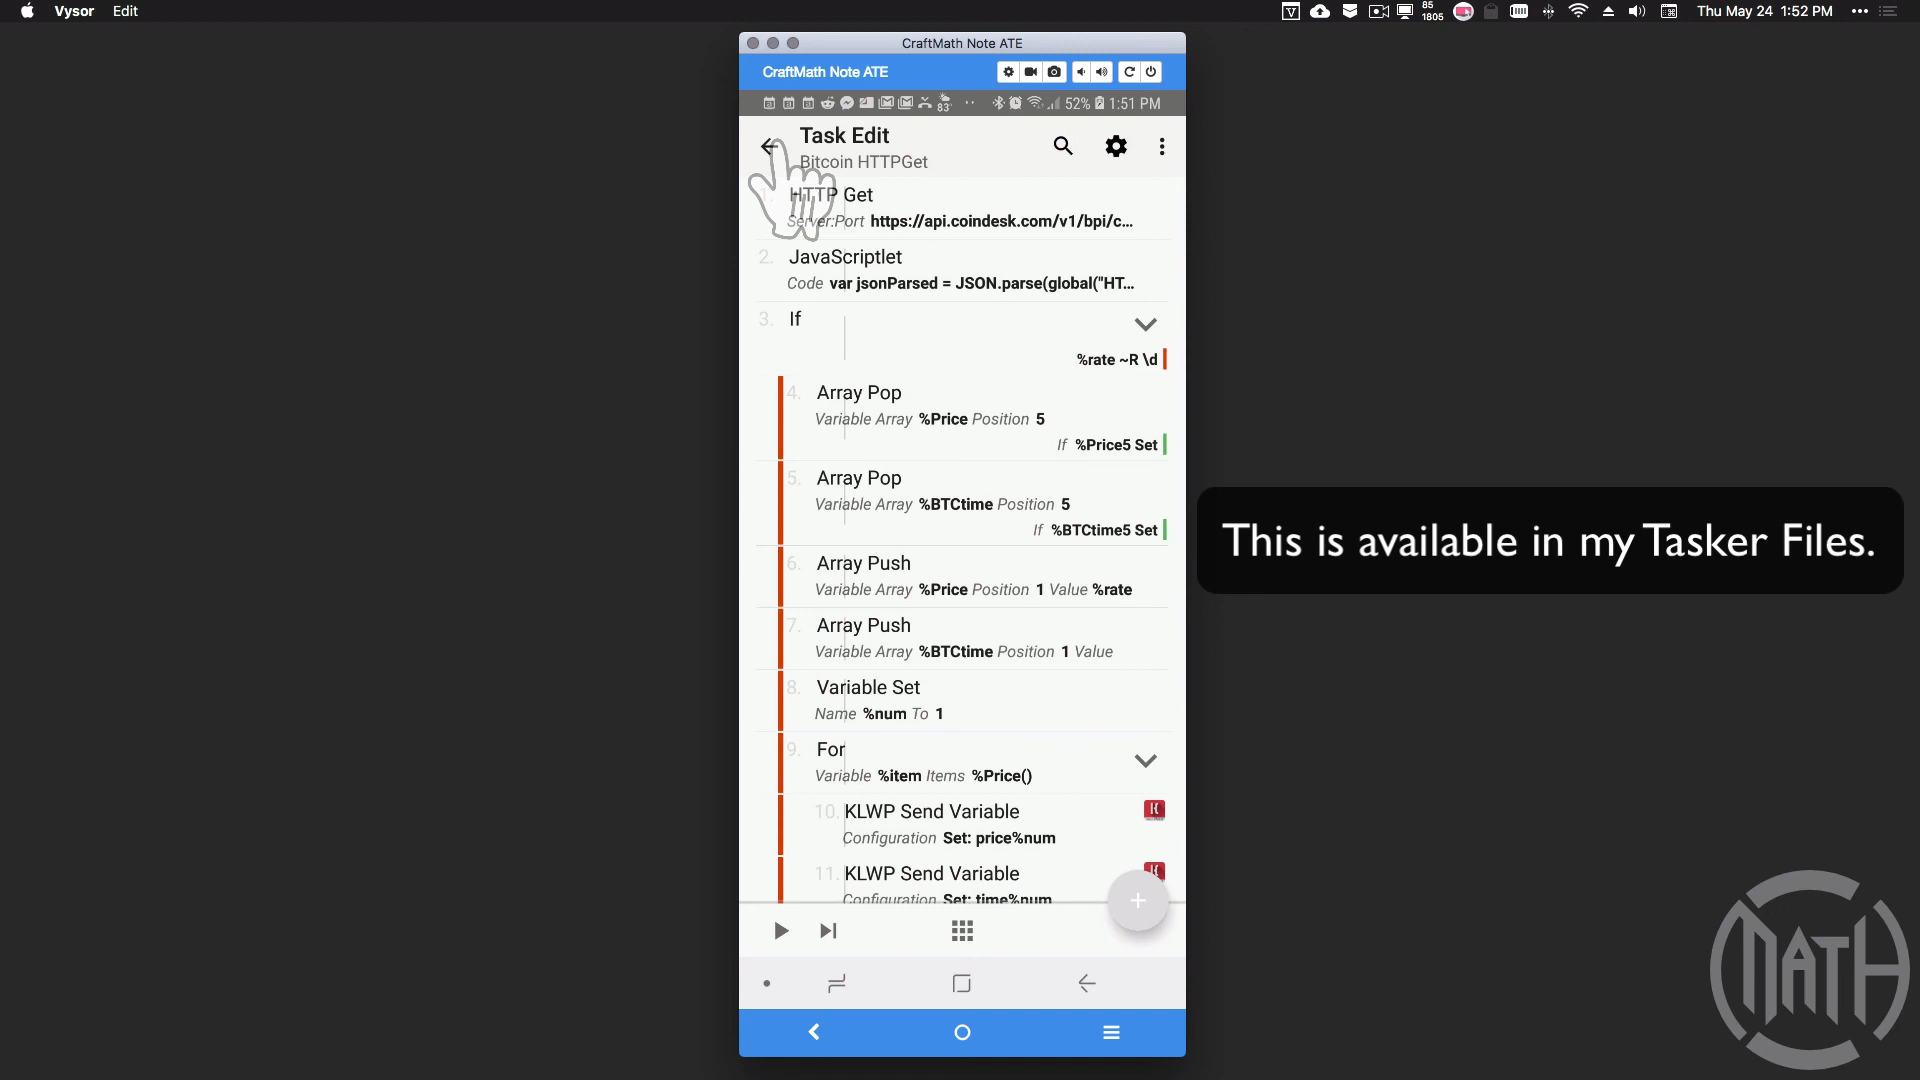 Vysor Edit
85
1805
Thu May 24 1:52 PM
CraftMath Note ATE
CraftMath Note ATE
83°
52% 1:51 PM
Task Edit
Bitcoin HTTPGet
1. HTTP Get
Server:Port https://api.coindesk.com/v1/bpi/c...
2. JavaScriptlet
Code var jsonParsed = JSON.parse(global("HT...
3. If
%rate ~R \d
4. Array Pop
Variable Array %Price Position 5
If %Price5 Set
5. Array Pop
Variable Array %BTCtime Position 5
If %BTCtime5 Set
6. Array Push
Variable Array %Price Position 1 Value %rate
7. Array Push
Variable Array %BTCtime Position 1 Value
8. Variable Set
Name %num To 1
9. For
Variable %item Items %Price()
10. KLWP Send Variable
Configuration Set: price%num
11. KLWP Send Variable
Configuration Set: time%num
This is available in my Tasker Files.
MATH